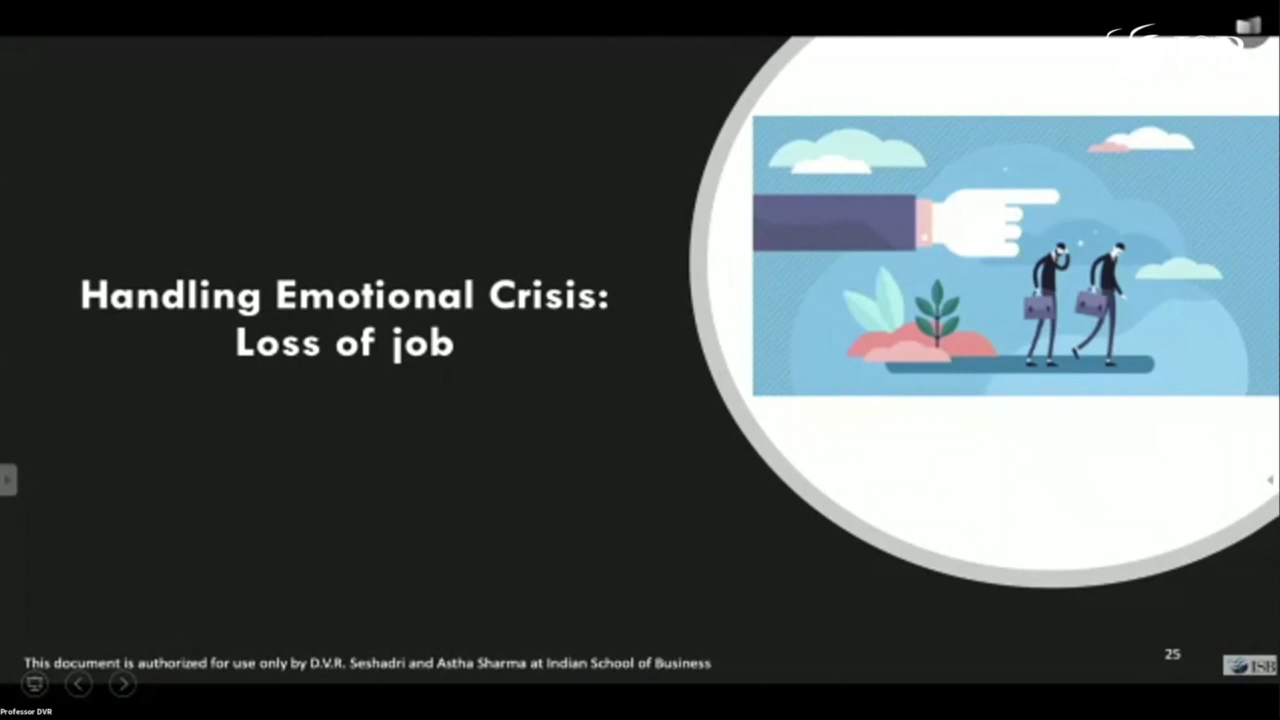 Handling Emotional Crisis:
Loss of job
This document is authorized for use only by D.V.R. Seshadri and Astha Sharma at Indian School of Business
25
ISB
Professor DVR